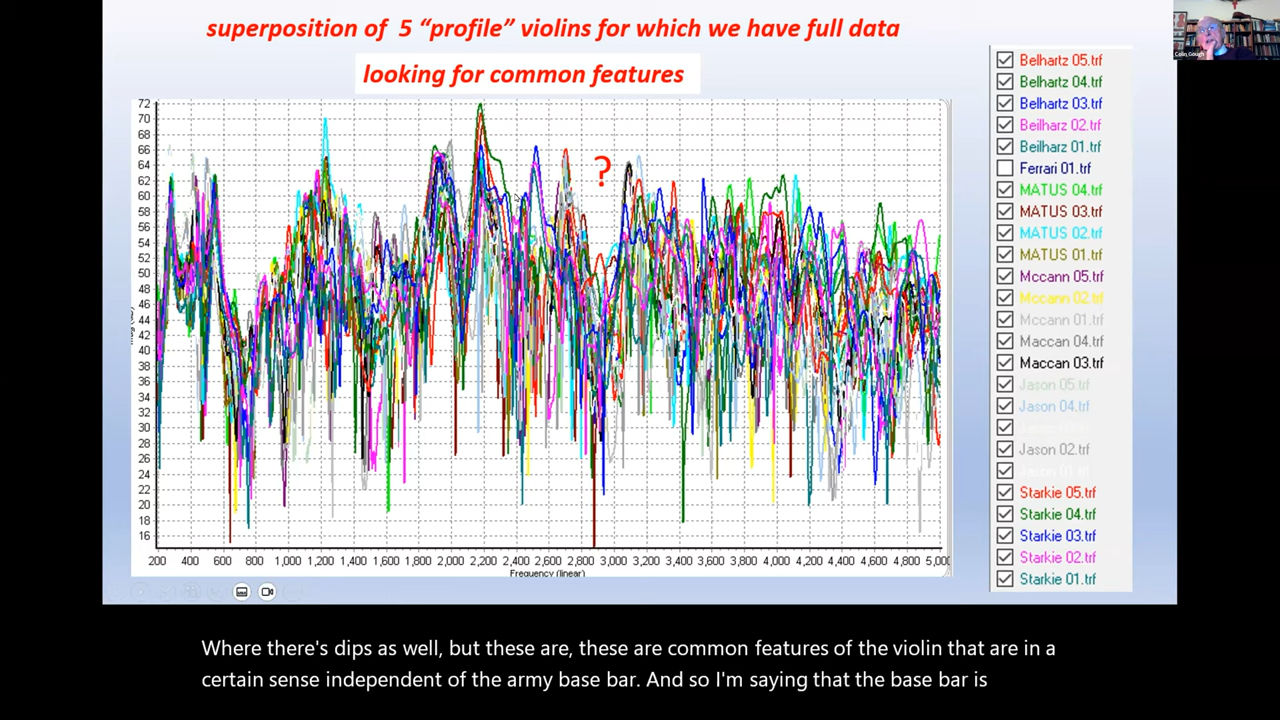 superposition of 5 “profile” violins for which we have full data
looking for common features
Colin Gough
72
70
68
66
64
62
60
58
56
54
52
50
48
46
44
42
40
38
36
34
32
30
28
26
24
22
20
18
16
200 400 600 800 1,000 1,200 1,400 1,600 1,800 2,000 2,200 2,400 2,600 2,800 3,000 3,200 3,400 3,600 3,800 4,000 4,200 4,400 4,600 4,800 5,000
Frequency (linear)
?
Belhartz 05.trf
Belhartz 04.trf
Belhartz 03.trf
Beilharz 02.trf
Beilharz 01.trf
Ferrari 01.trf
MATUS 04.trf
MATUS 03.trf
MATUS 02.trf
MATUS 01.trf
Mccann 05.trf
Mccann 02.trf
Mccann 01.trf
Maccan 04.trf
Maccan 03.trf
Jason 05.trf
Jason 04.trf
Jason 02.trf
Jason 01.trf
Starkie 05.trf
Starkie 04.trf
Starkie 03.trf
Starkie 02.trf
Starkie 01.trf
Where there's dips as well, but these are, these are common features of the violin that are in a
certain sense independent of the army base bar. And so I'm saying that the base bar is